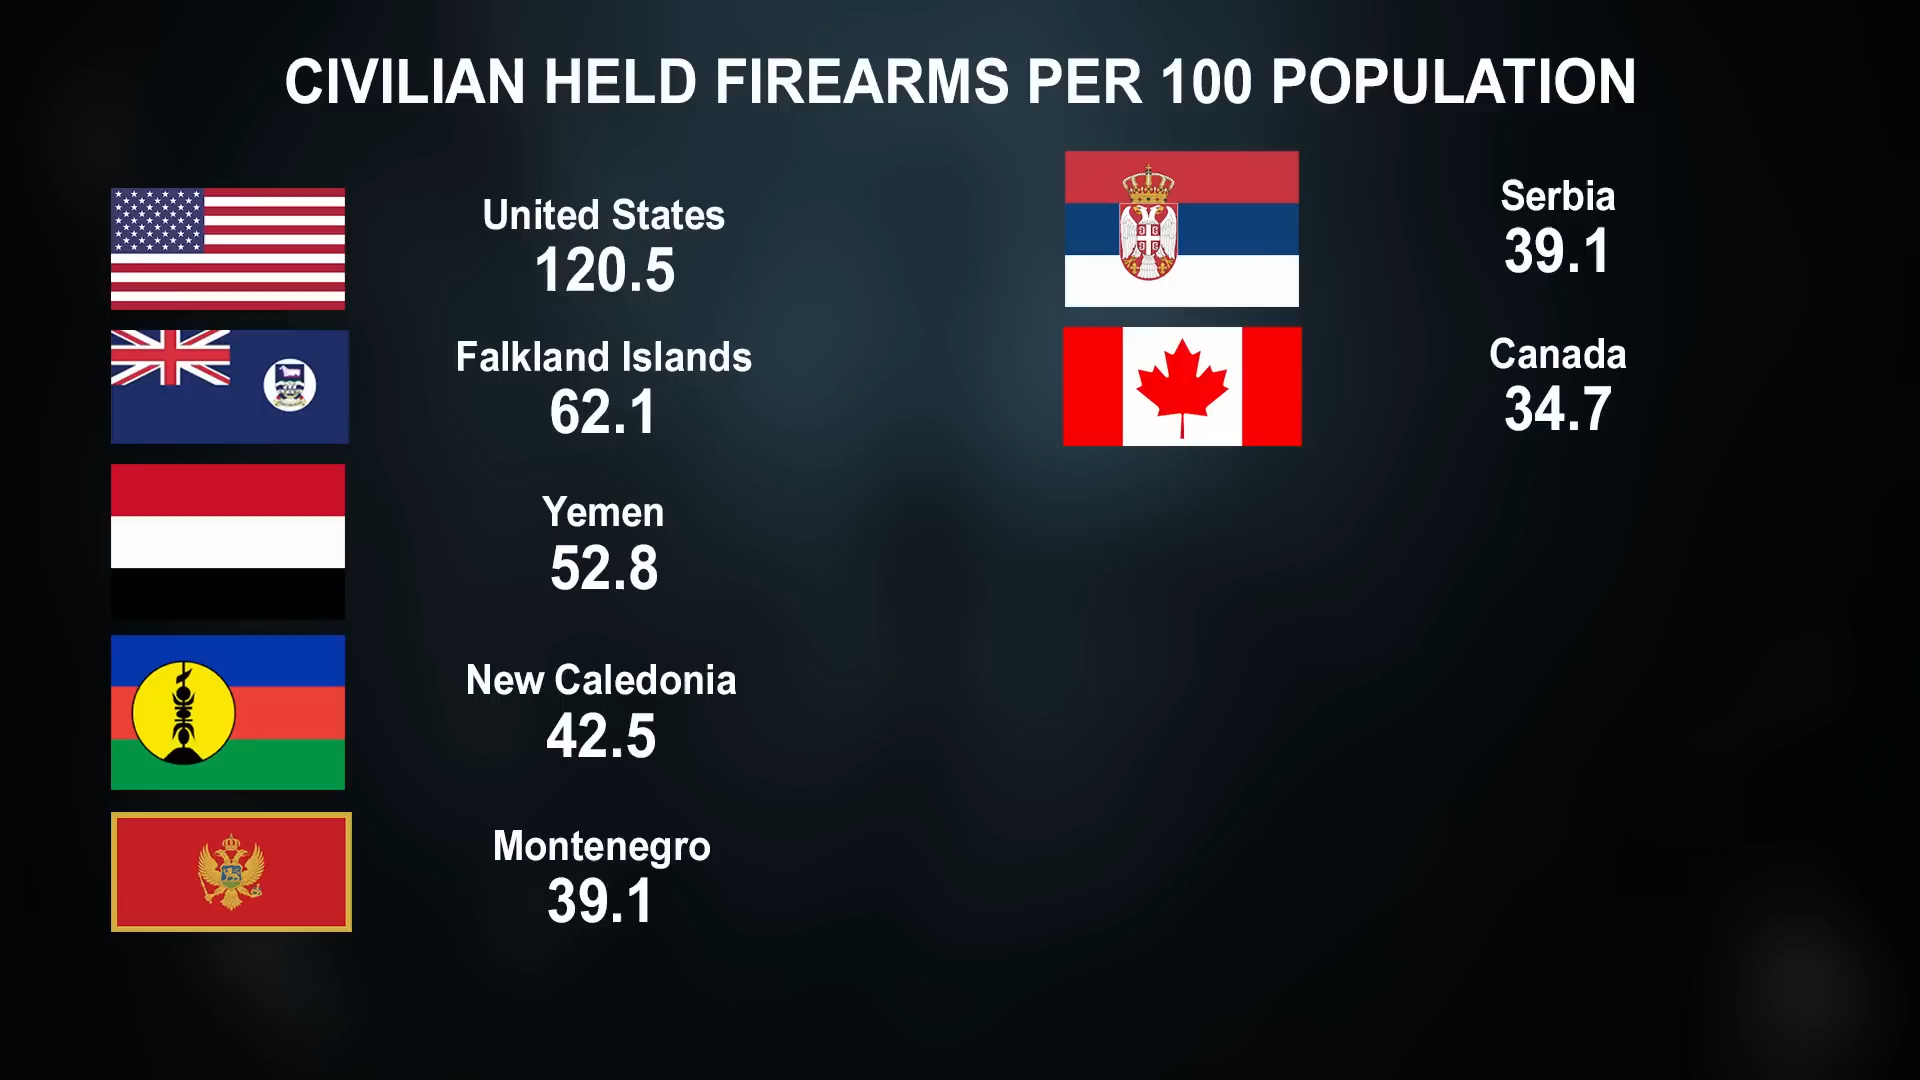 CIVILIAN HELD FIREARMS PER 100 POPULATION
United States
120.5
Falkland Islands
62.1
Yemen
52.8
New Caledonia
42.5
Montenegro
39.1
Serbia
39.1
Canada
34.7